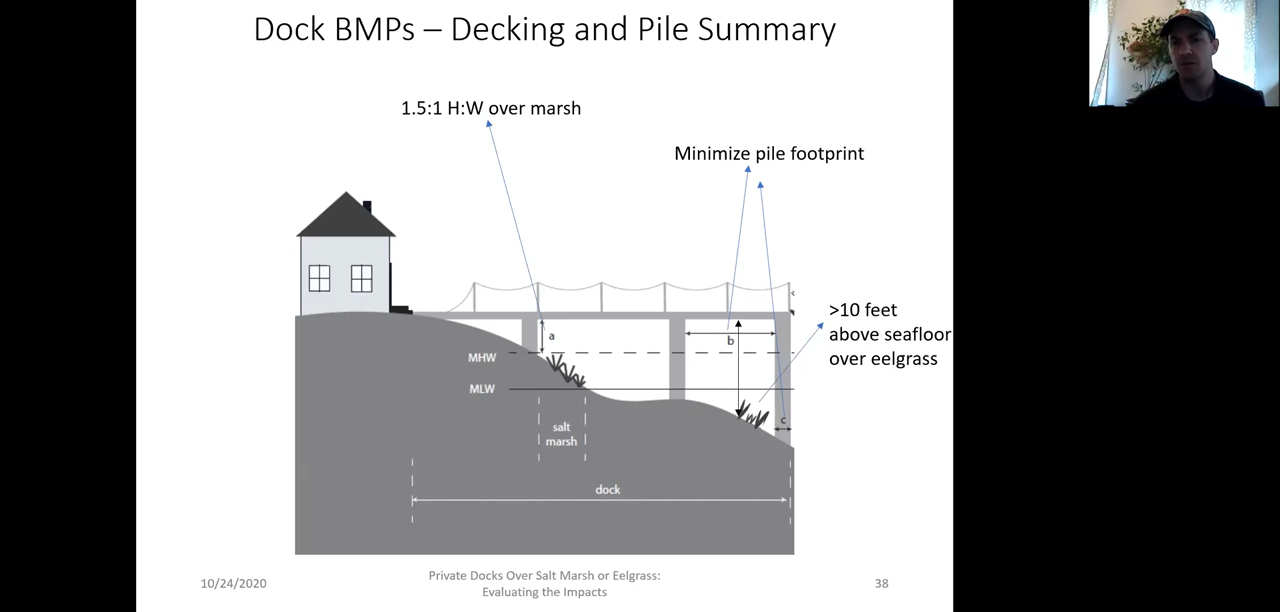 Dock BMPs – Decking and Pile Summary
1.5:1 H:W over marsh
Minimize pile footprint
>10 feet
above seafloor
over eelgrass
a
b
MHW
MLW
c
salt
marsh
dock
10/24/2020
Private Docks Over Salt Marsh or Eelgrass:
Evaluating the Impacts
38